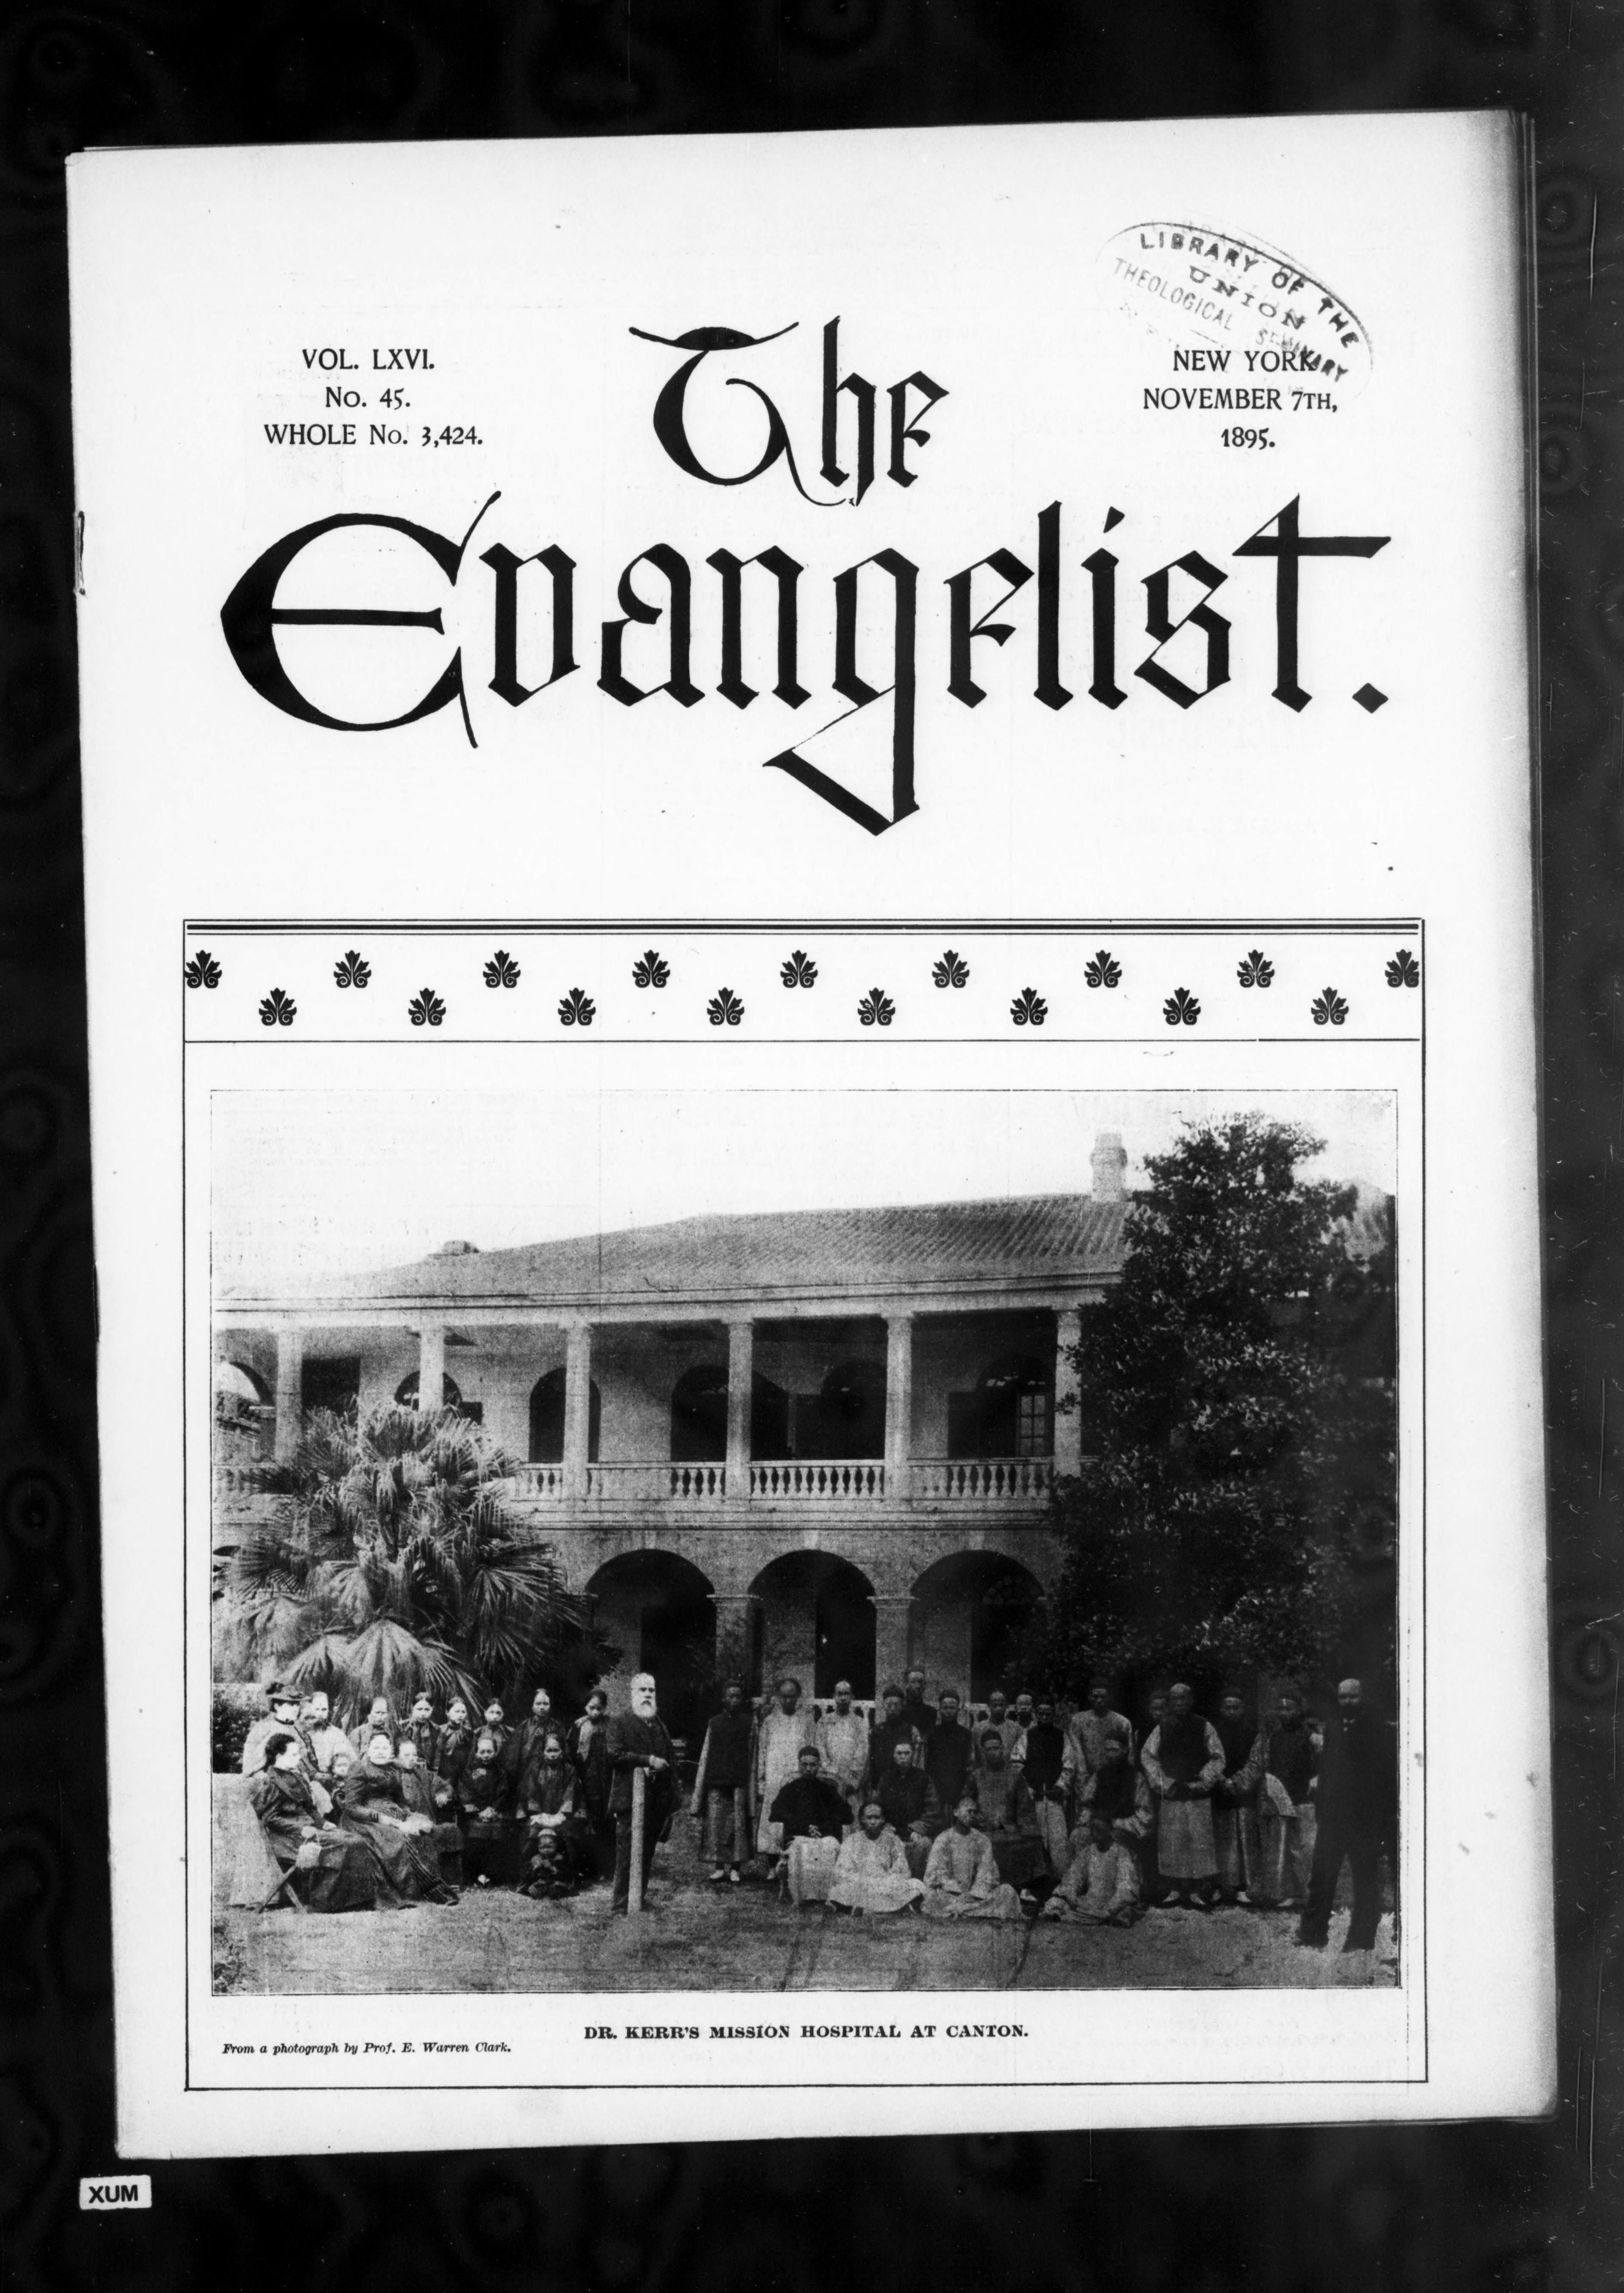 LIBRARY OF THE
UNION
THEOLOGICAL SEMINARY
VOL. LXVI.
No. 45.
WHOLE No. 3,424.
The
Evangelist.
NEW YORK
NOVEMBER 7TH,
1895.
DR. KERR'S MISSION HOSPITAL AT CANTON.
From a photograph by Prof. E. Warren Clark.
XUM